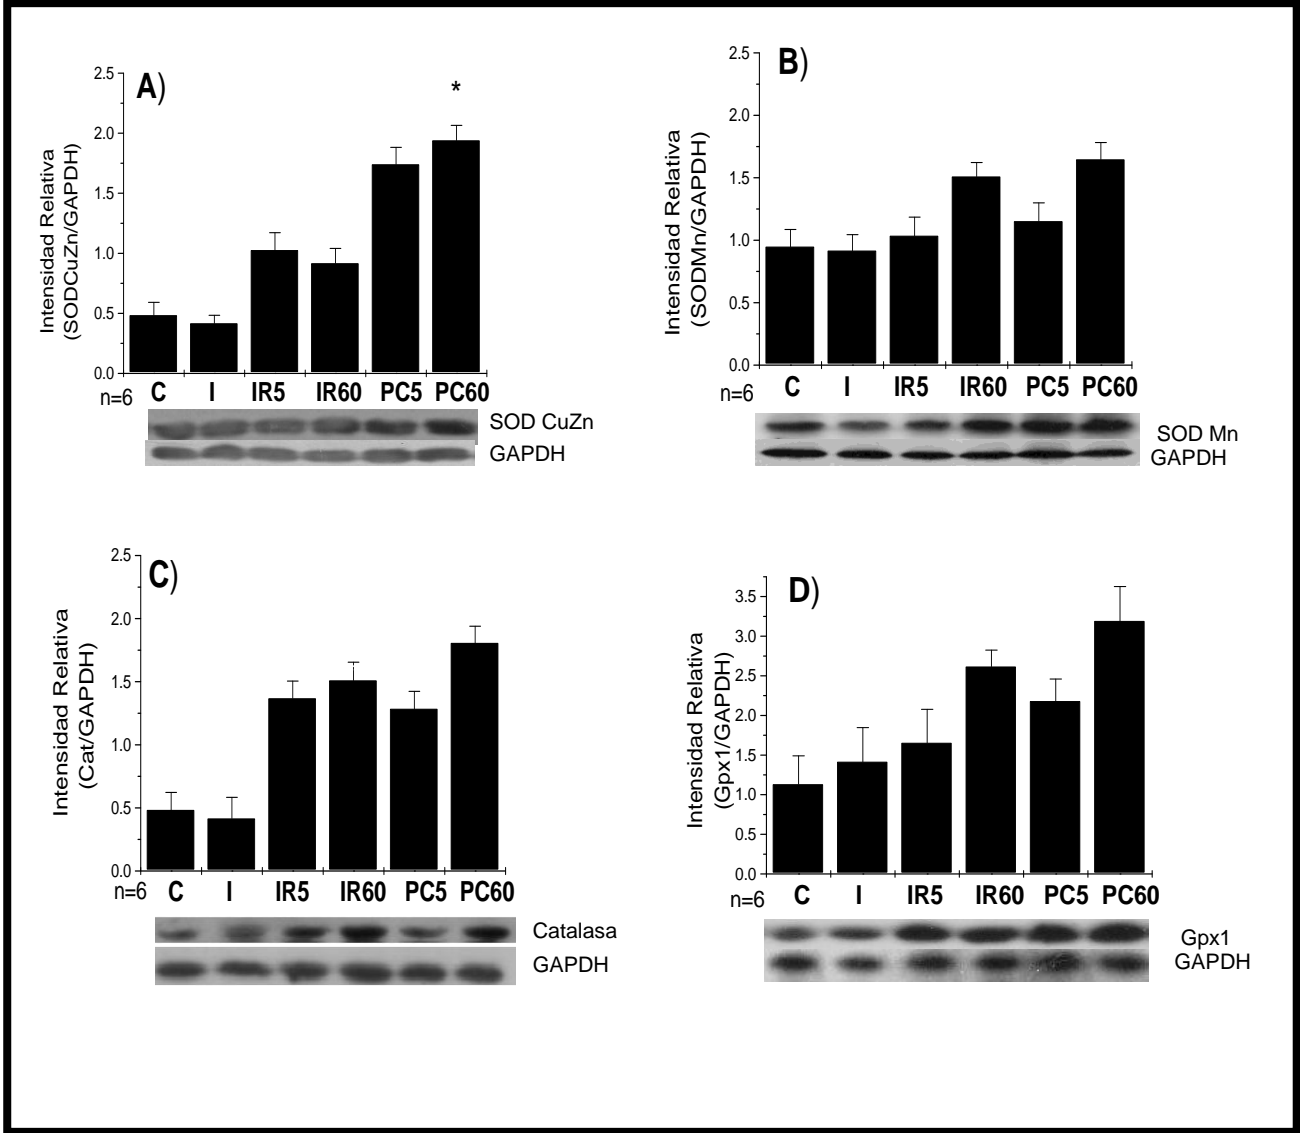 A)
*
2.5
2.0
1.5
1.0
0.5
0.0
Intensidad Relativa
(SODCuZn/GAPDH)
n=6 C I IR5 IR60 PC5 PC60
SOD CuZn
GAPDH
B)
2.5
2.0
1.5
1.0
0.5
0.0
Intensidad Relativa
(SODMn/GAPDH)
n=6 C I IR5 IR60 PC5 PC60
SOD Mn
GAPDH
C)
2.5
2.0
1.5
1.0
0.5
0.0
Intensidad Relativa
(Cat/GAPDH)
n=6 C I IR5 IR60 PC5 PC60
Catalasa
GAPDH
D)
3.5
3.0
2.5
2.0
1.5
1.0
0.5
0.0
Intensidad Relativa
(Gpx1/GAPDH)
n=6 C I IR5 IR60 PC5 PC60
Gpx1
GAPDH